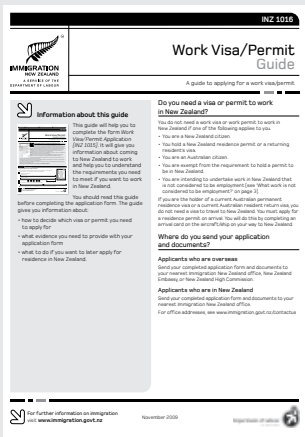 INZ 1016
IMMIGRATION
NEW ZEALAND
A SERVICE OF THE
DEPARTMENT OF LABOUR
Work Visa/Permit
Guide
A guide to applying for a work visa/permit.
Information about this guide
This guide will help you to
complete the form Work
Visa/Permit Application
(INZ 1015). It will give you
information about coming
to New Zealand to work
and help you to understand
the requirements you need
to meet if you want to work
in New Zealand.
You should read this guide
before completing the application form. The guide
gives you information about:
• how to decide which visa or permit you need
to apply for
• what evidence you need to provide with your
application form
• what to do if you want to later apply for
residence in New Zealand.
Do you need a visa or permit to work
in New Zealand?
You do not need a work visa or work permit to work in
New Zealand if one of the following applies to you.
• You are a New Zealand citizen.
• You hold a New Zealand residence permit or a returning
resident's visa.
• You are an Australian citizen.
• You are exempt from the requirement to hold a permit to
be in New Zealand.
• You are intending to undertake work in New Zealand that
is not considered to be employment (see 'What work is not
considered to be employment?' on page 3).
If you are the holder of a current Australian permanent
residence visa or a current Australian resident return visa, you
do not need a visa to travel to New Zealand. You must apply for
a residence permit on arrival. You will do this by completing an
arrival card on the aircraft/ship on your way to New Zealand.
Where do you send your application
and documents?
Applicants who are overseas
Send your completed application form and documents to
your nearest Immigration New Zealand office, New Zealand
Embassy, or New Zealand High Commission.
Applicants who are in New Zealand
Send your completed application form and documents to your
nearest Immigration New Zealand office.
For office addresses, see www.immigration.govt.nz/contactus
For further information on immigration
visit www.immigration.govt.nz
November 2009